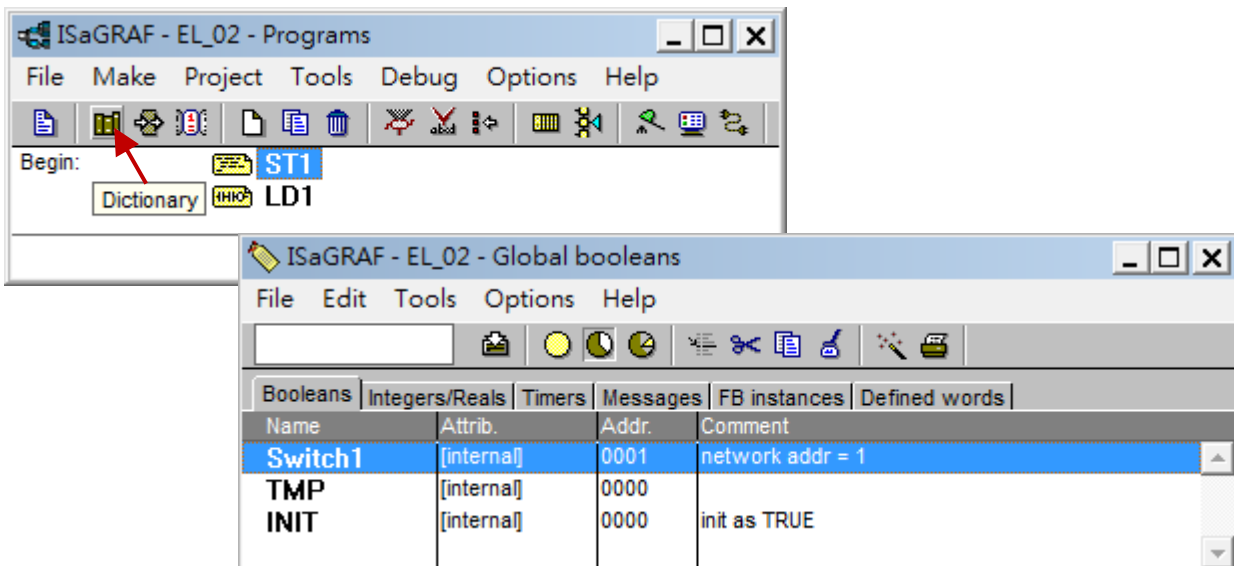 ISaGRAF - EL_02 - Programs
File Make Project Tools Debug Options Help
Begin: ST1
Dictionary LD1
ISaGRAF - EL_02 - Global booleans
File Edit Tools Options Help
Booleans Integers/Reals Timers Messages FB instances Defined words
Name Attrib. Addr. Comment
Switch1 [internal] 0001 network addr = 1
TMP [internal] 0000
INIT [internal] 0000 init as TRUE